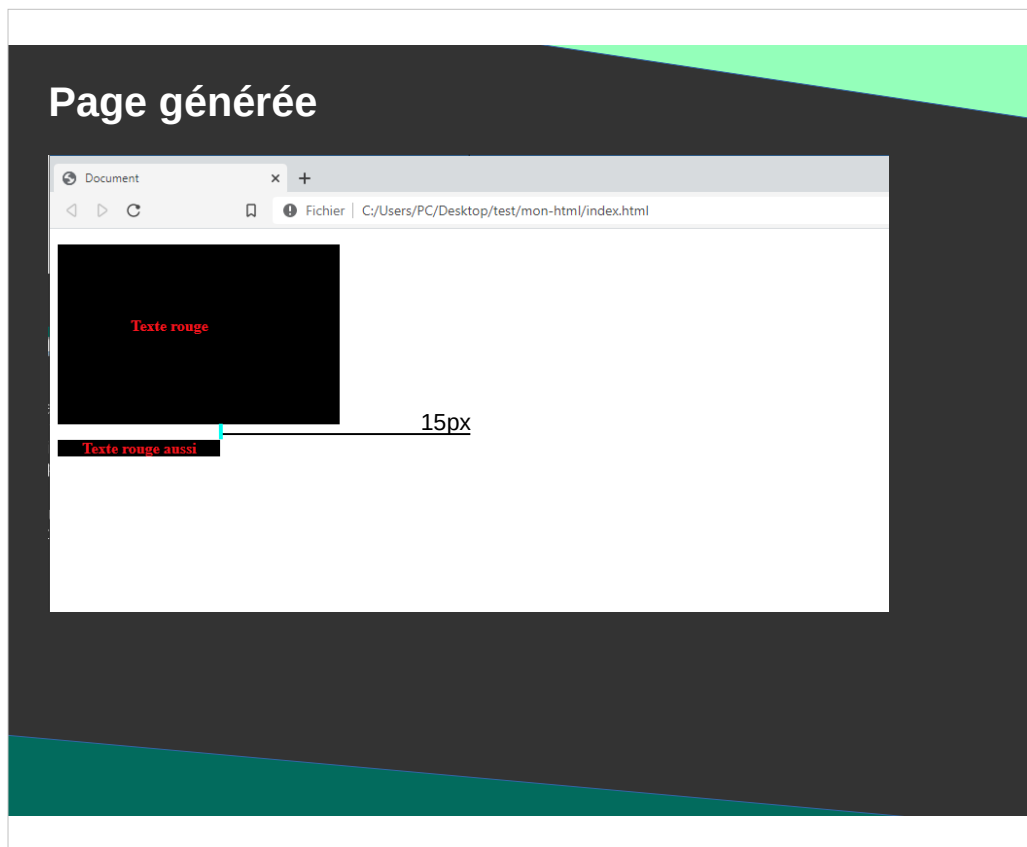 Page générée
Document
Fichier | C:/Users/PC/Desktop/test/mon-html/index.html
Texte rouge
15px
Texte rouge aussi